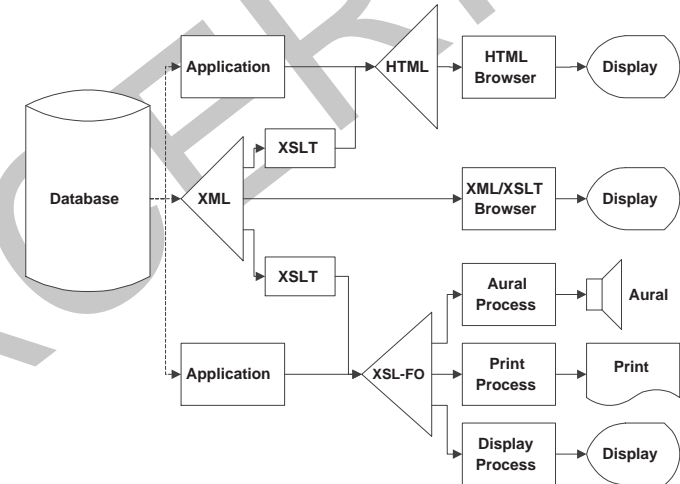 Application
HTML
HTML
Browser
Display
XSLT
Database
XML
XML/XSLT
Browser
Display
XSLT
Aural
Process
Aural
Application
XSL-FO
Print
Process
Print
Display
Process
Display